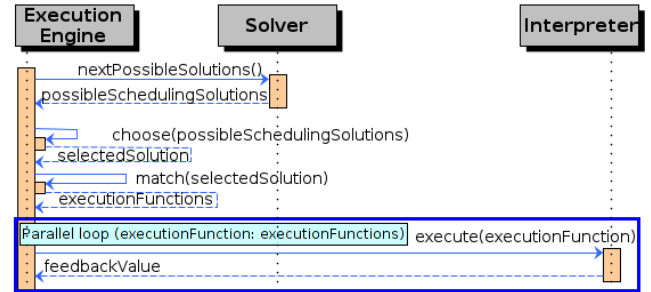 Execution
Engine
Solver
Interpreter
nextPossibleSolutions()
possibleSchedulingSolutions
choose(possibleSchedulingSolutions)
selectedSolution
match(selectedSolution)
executionFunctions
Parallel loop (executionFunction: executionFunctions)
execute(executionFunction)
feedbackValue